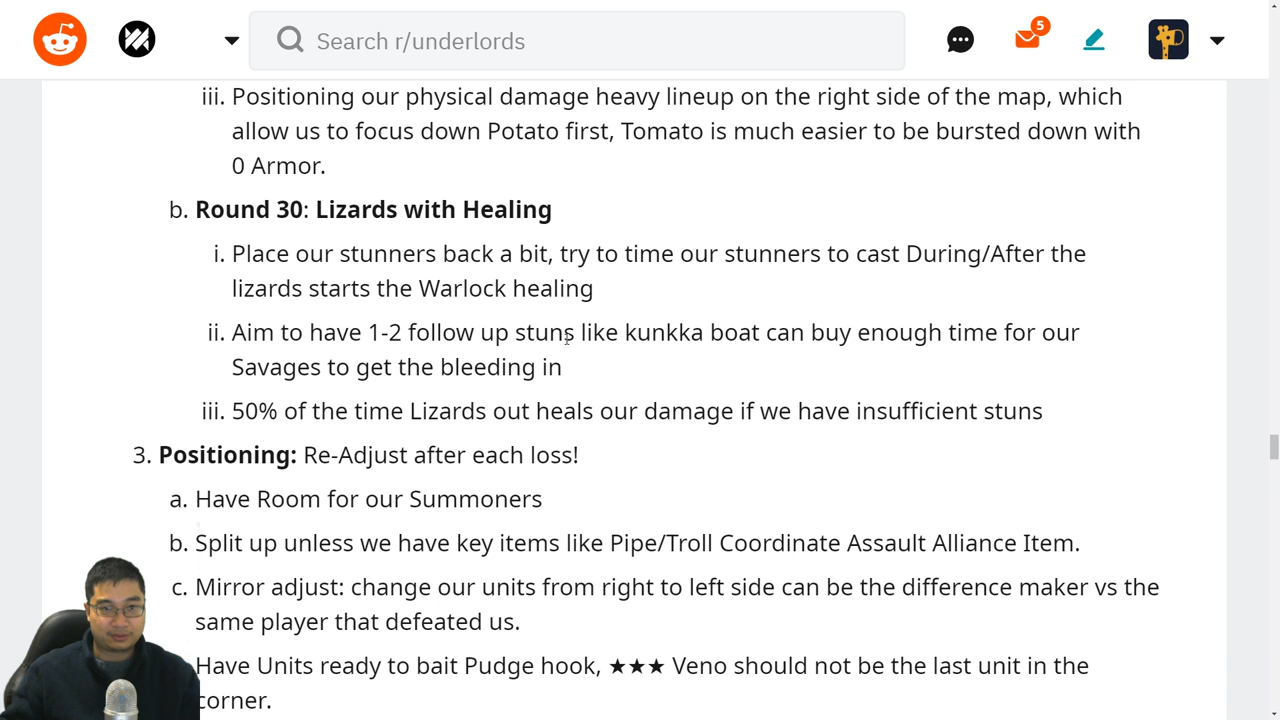 5
Search r/underlords
iii. Positioning our physical damage heavy lineup on the right side of the map, which
allow us to focus down Potato first, Tomato is much easier to be bursted down with
0 Armor.
b. Round 30: Lizards with Healing
i. Place our stunners back a bit, try to time our stunners to cast During/After the
lizards starts the Warlock healing
ii. Aim to have 1-2 follow up stuns like kunkka boat can buy enough time for our
Savages to get the bleeding in
iii. 50% of the time Lizards out heals our damage if we have insufficient stuns
3. Positioning: Re-Adjust after each loss!
a. Have Room for our Summoners
b. Split up unless we have key items like Pipe/Troll Coordinate Assault Alliance Item.
c. Mirror adjust: change our units from right to left side can be the difference maker vs the
same player that defeated us.
Have Units ready to bait Pudge hook, ★★★ Veno should not be the last unit in the
corner.